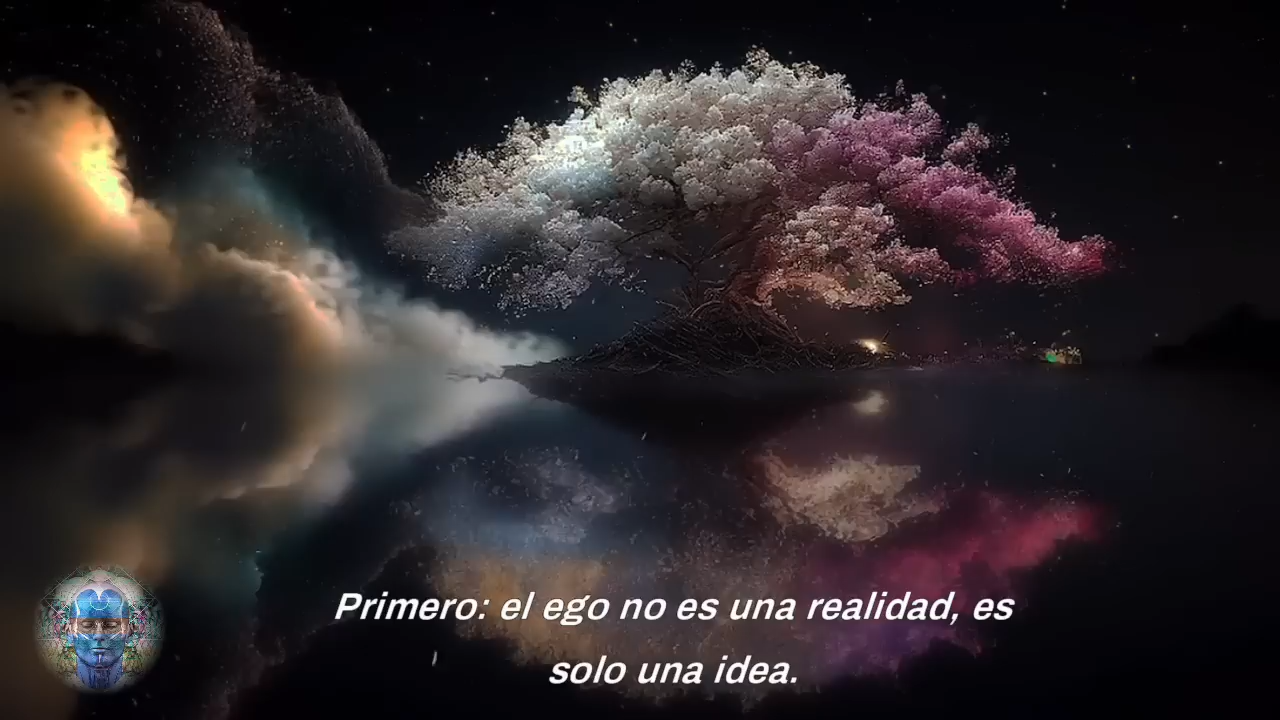 Primero: el ego no es una realidad, es
solo una idea.